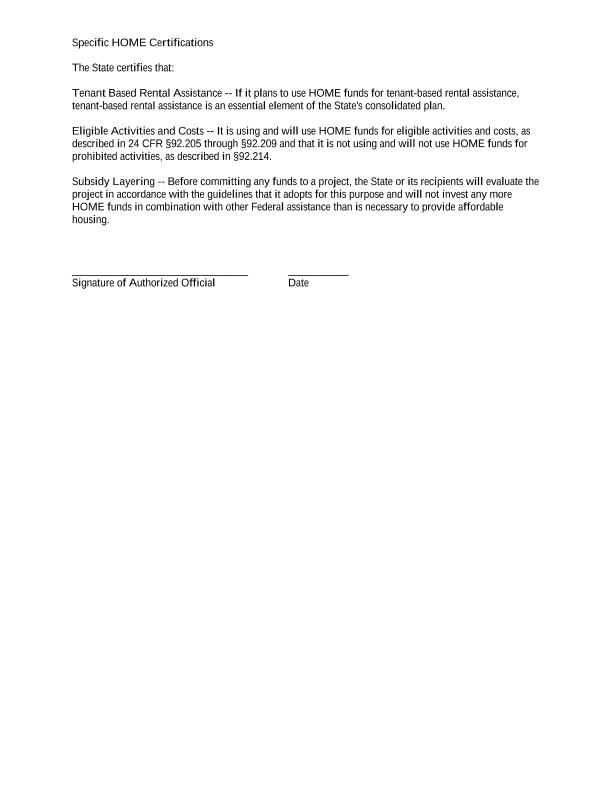 Specific HOME Certifications
The State certifies that:
Tenant Based Rental Assistance -- If it plans to use HOME funds for tenant-based rental assistance,
tenant-based rental assistance is an essential element of the State's consolidated plan.
Eligible Activities and Costs -- It is using and will use HOME funds for eligible activities and costs, as
described in 24 CFR §92.205 through §92.209 and that it is not using and will not use HOME funds for
prohibited activities, as described in §92.214.
Subsidy Layering -- Before committing any funds to a project, the State or its recipients will evaluate the
project in accordance with the guidelines that it adopts for this purpose and will not invest any more
HOME funds in combination with other Federal assistance than is necessary to provide affordable
housing.
Signature of Authorized Official Date